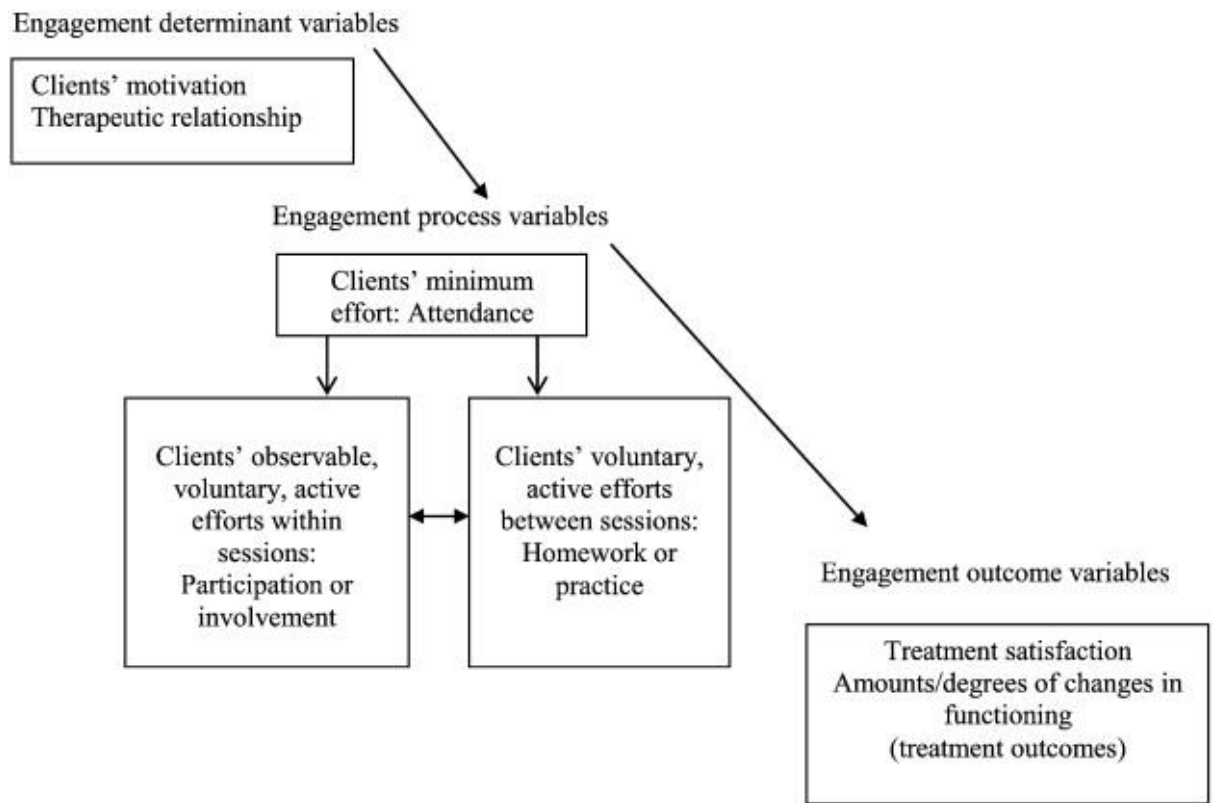 Engagement determinant variables
Clients’ motivation
Therapeutic relationship
Engagement process variables
Clients’ minimum
effort: Attendance
Clients’ observable,
voluntary, active
efforts within
sessions:
Participation or
involvement
Clients’ voluntary,
active efforts
between sessions:
Homework or
practice
Engagement outcome variables
Treatment satisfaction
Amounts/degrees of changes in
functioning
(treatment outcomes)